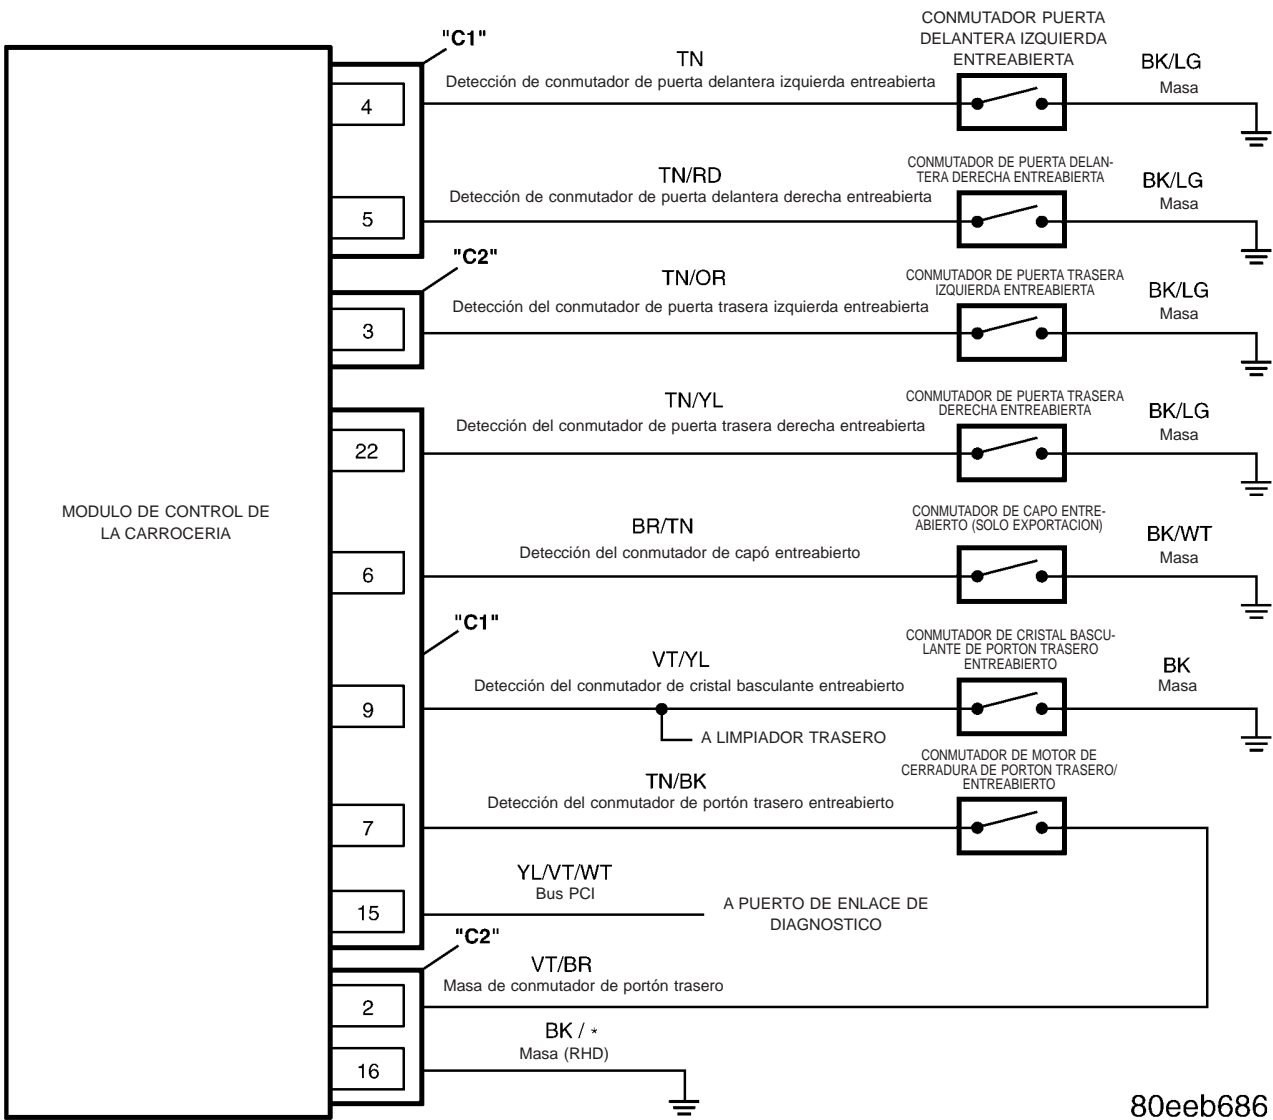 "C1"
CONMUTADOR PUERTA
DELANTERA IZQUIERDA
ENTREABIERTA
TN
Detección de conmutador de puerta delantera izquierda entreabierta
BK/LG
Masa
4
CONMUTADOR DE PUERTA DELAN-
TERA DERECHA ENTREABIERTA
TN/RD
Detección de conmutador de puerta delantera derecha entreabierta
BK/LG
Masa
5
"C2"
CONMUTADOR DE PUERTA TRASERA
IZQUIERDA ENTREABIERTA
TN/OR
Detección del conmutador de puerta trasera izquierda entreabierta
BK/LG
Masa
3
CONMUTADOR DE PUERTA TRASERA
DERECHA ENTREABIERTA
TN/YL
Detección del conmutador de puerta trasera derecha entreabierta
BK/LG
Masa
22
MODULO DE CONTROL DE
LA CARROCERIA
CONMUTADOR DE CAPO ENTRE-
ABIERTO (SOLO EXPORTACION)
BR/TN
Detección del conmutador de capó entreabierto
BK/WT
Masa
6
"C1"
CONMUTADOR DE CRISTAL BASCU-
LANTE DE PORTON TRASERO
ENTREABIERTO
VT/YL
Detección del conmutador de cristal basculante entreabierto
BK
Masa
9
A LIMPIADOR TRASERO
CONMUTADOR DE MOTOR DE
CERRADURA DE PORTON TRASERO/
ENTREABIERTO
TN/BK
Detección del conmutador de portón trasero entreabierto
7
YL/VT/WT
Bus PCI
15
A PUERTO DE ENLACE DE
DIAGNOSTICO
"C2"
VT/BR
Masa de conmutador de portón trasero
2
BK / *
Masa (RHD)
16
80eeb686